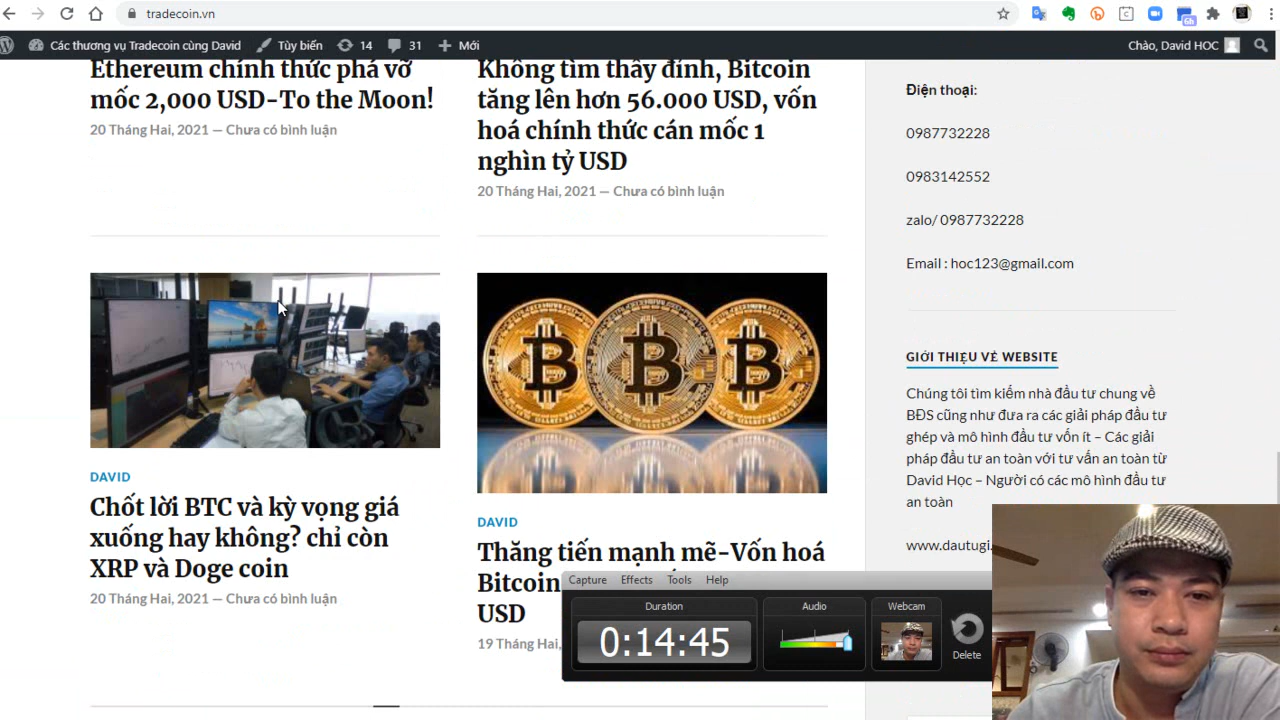 tradecoin.vn
Các thương vụ Tradecoin cùng David
Tùy biến
14
31
Mới
Chào, David HOC
Ethereum chính thức phá vỡ
mốc 2,000 USD-To the Moon!
20 Tháng Hai, 2021 — Chưa có bình luận
Không tìm thấy đỉnh, Bitcoin
tăng lên hơn 56.000 USD, vốn
hoá chính thức cán mốc 1
nghìn tỷ USD
20 Tháng Hai, 2021 — Chưa có bình luận
DAVID
Chốt lời BTC và kỳ vọng giá
xuống hay không? chỉ còn
XRP và Doge coin
20 Tháng Hai, 2021 — Chưa có bình luận
DAVID
Thăng tiến mạnh mẽ-Vốn hoá
Bitcoin
USD
19 Tháng Hai,
Điện thoại:
0987732228
0983142552
zalo/ 0987732228
Email : hoc123@gmail.com
GIỚI THIỆU VỀ WEBSITE
Chúng tôi tìm kiếm nhà đầu tư chung về
BĐS cũng như đưa ra các giải pháp đầu tư
ghép và mô hình đầu tư vốn ít – Các giải
pháp đầu tư an toàn với tư vấn an toàn từ
David Học – Người có các mô hình đầu tư
an toàn
www.dautugi.
Capture Effects Tools Help
Duration
0:14:45
Audio
Webcam
Delete